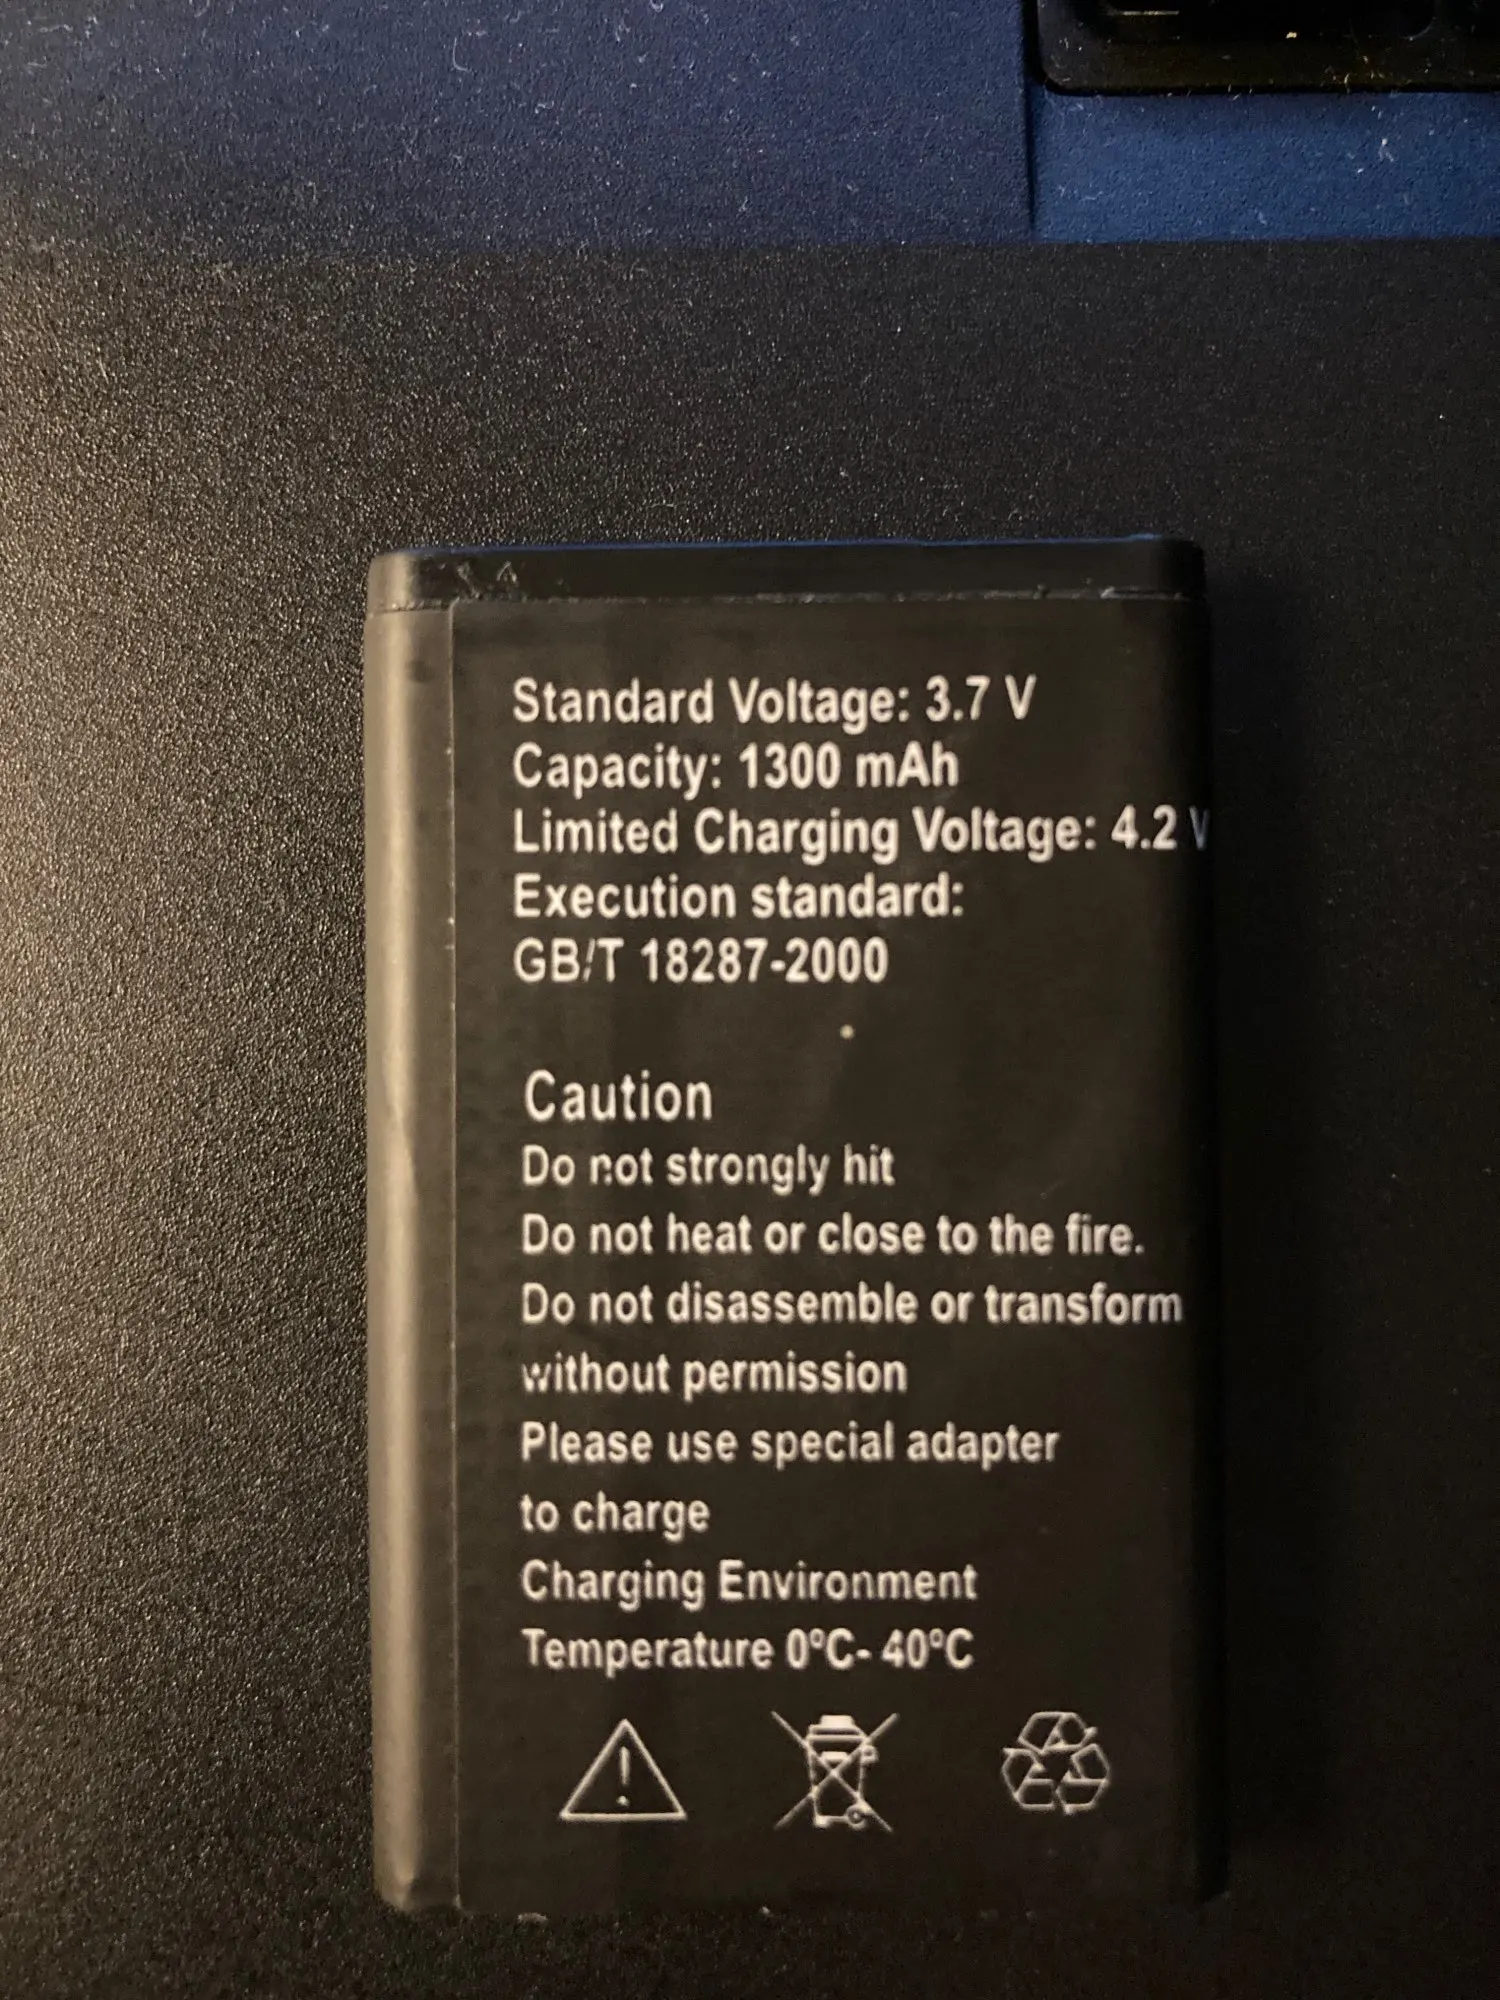 Standard Voltage: 3.7 V
Capacity: 1300 mAh
Limited Charging Voltage: 4.2 V
Execution standard:
GB/T 18287-2000
Caution
Do not strongly hit
Do not heat or close to the fire.
Do not disassemble or transform
without permission
Please use special adapter
to charge
Charging Environment
Temperature 0ºC- 40ºC